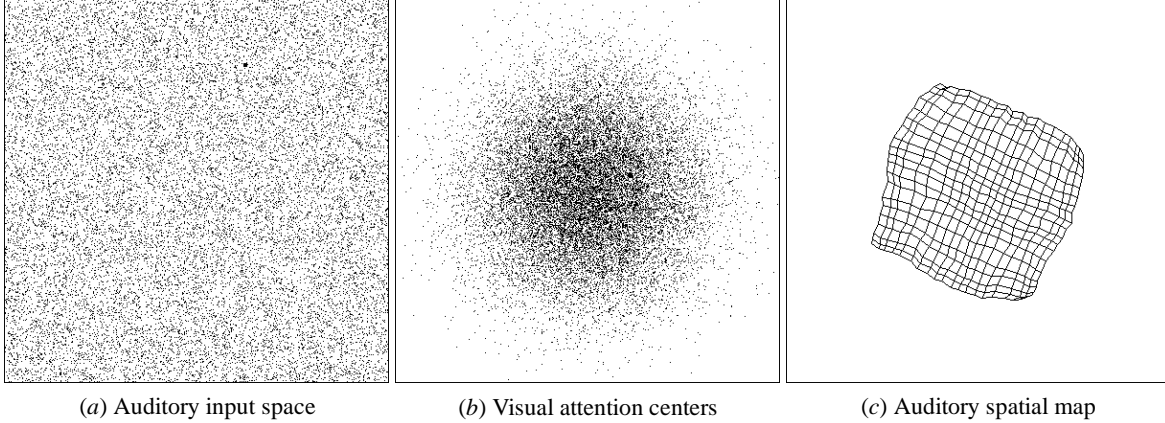 (a) Auditory input space
(b) Visual attention centers
(c) Auditory spatial map